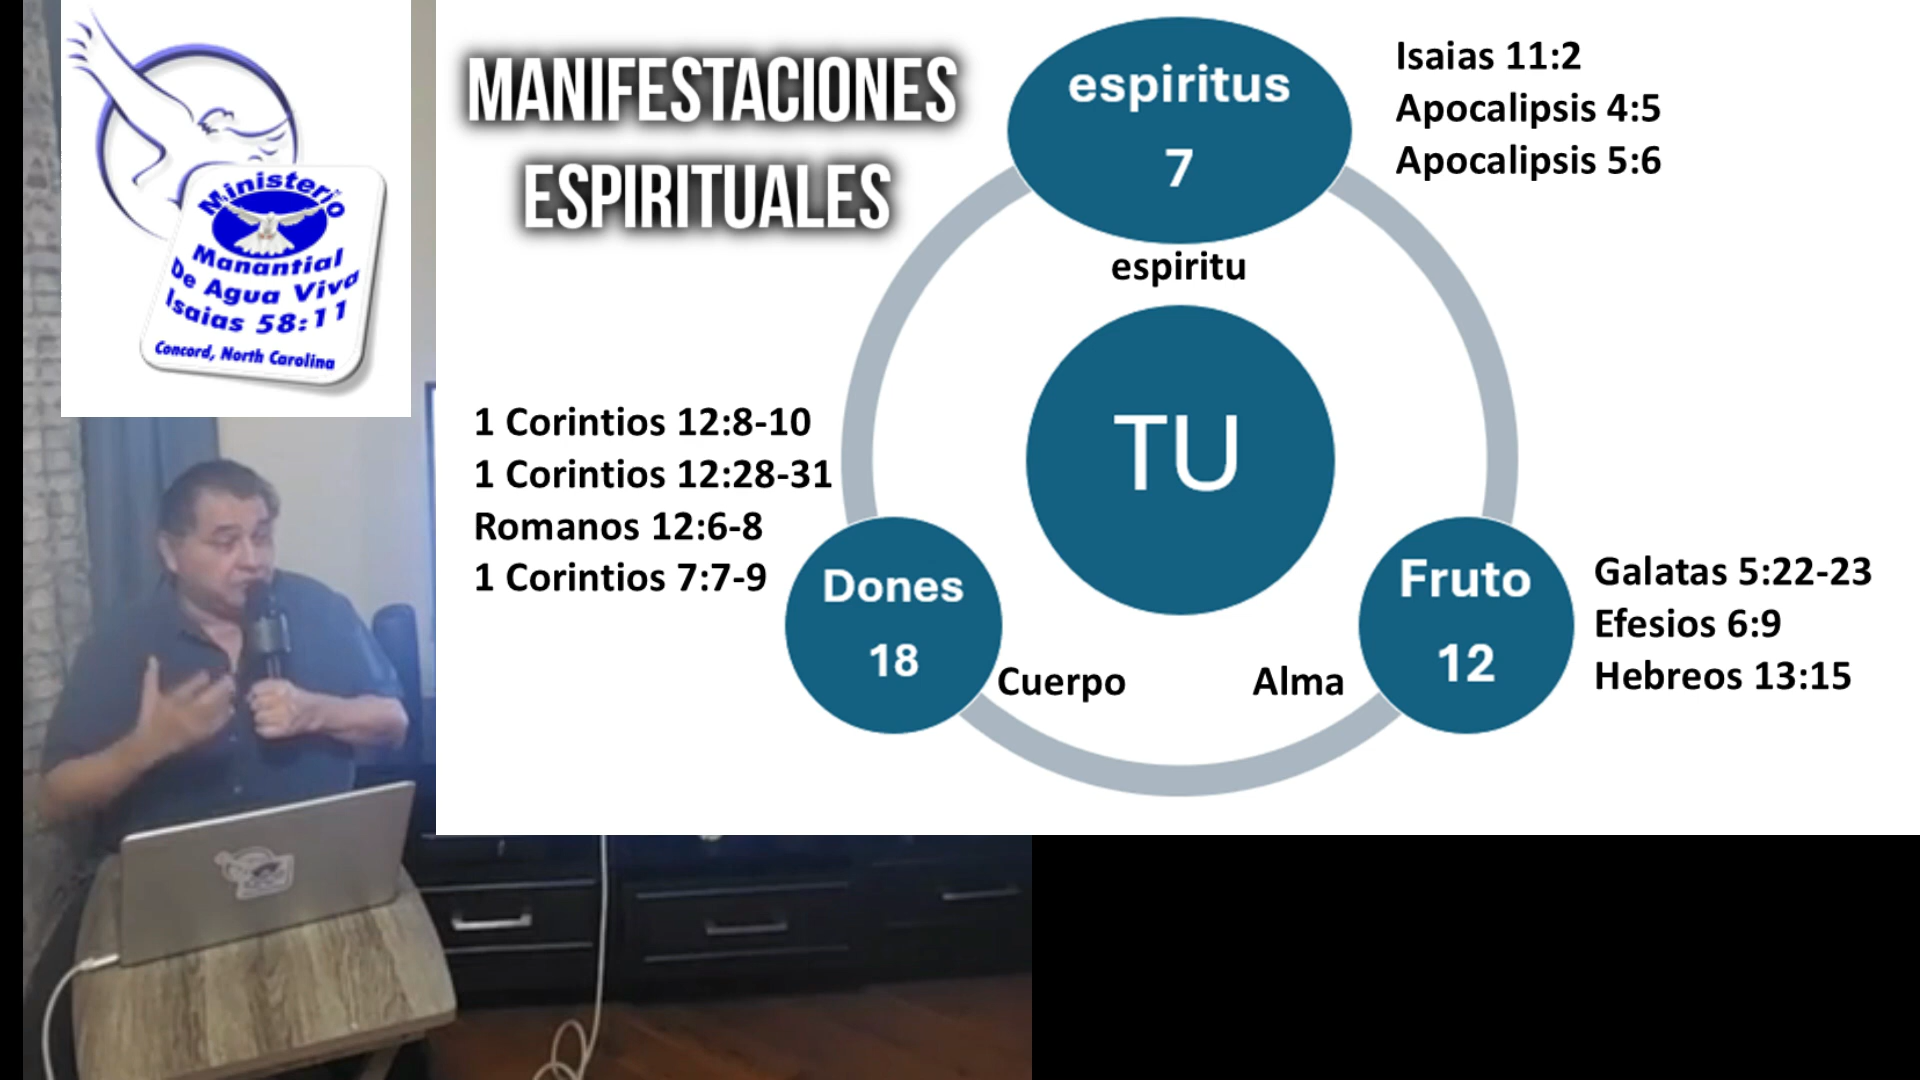 Ministerio
Manantial
De Agua Viva
Isaias 58:11
Concord, North Carolina
MANIFESTACIONES
ESPIRITUALES
espiritus
7
Isaias 11:2
Apocalipsis 4:5
Apocalipsis 5:6
espiritu
TU
1 Corintios 12:8-10
1 Corintios 12:28-31
Romanos 12:6-8
1 Corintios 7:7-9
Dones
18
Cuerpo
Alma
Fruto
12
Galatas 5:22-23
Efesios 6:9
Hebreos 13:15